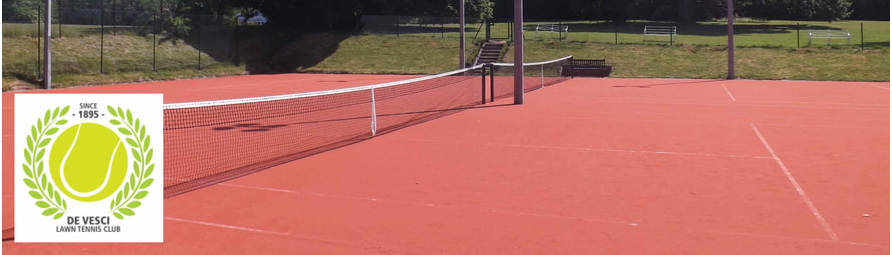 SINCE
- 1895 -
DE VESCI
LAWN TENNIS CLUB